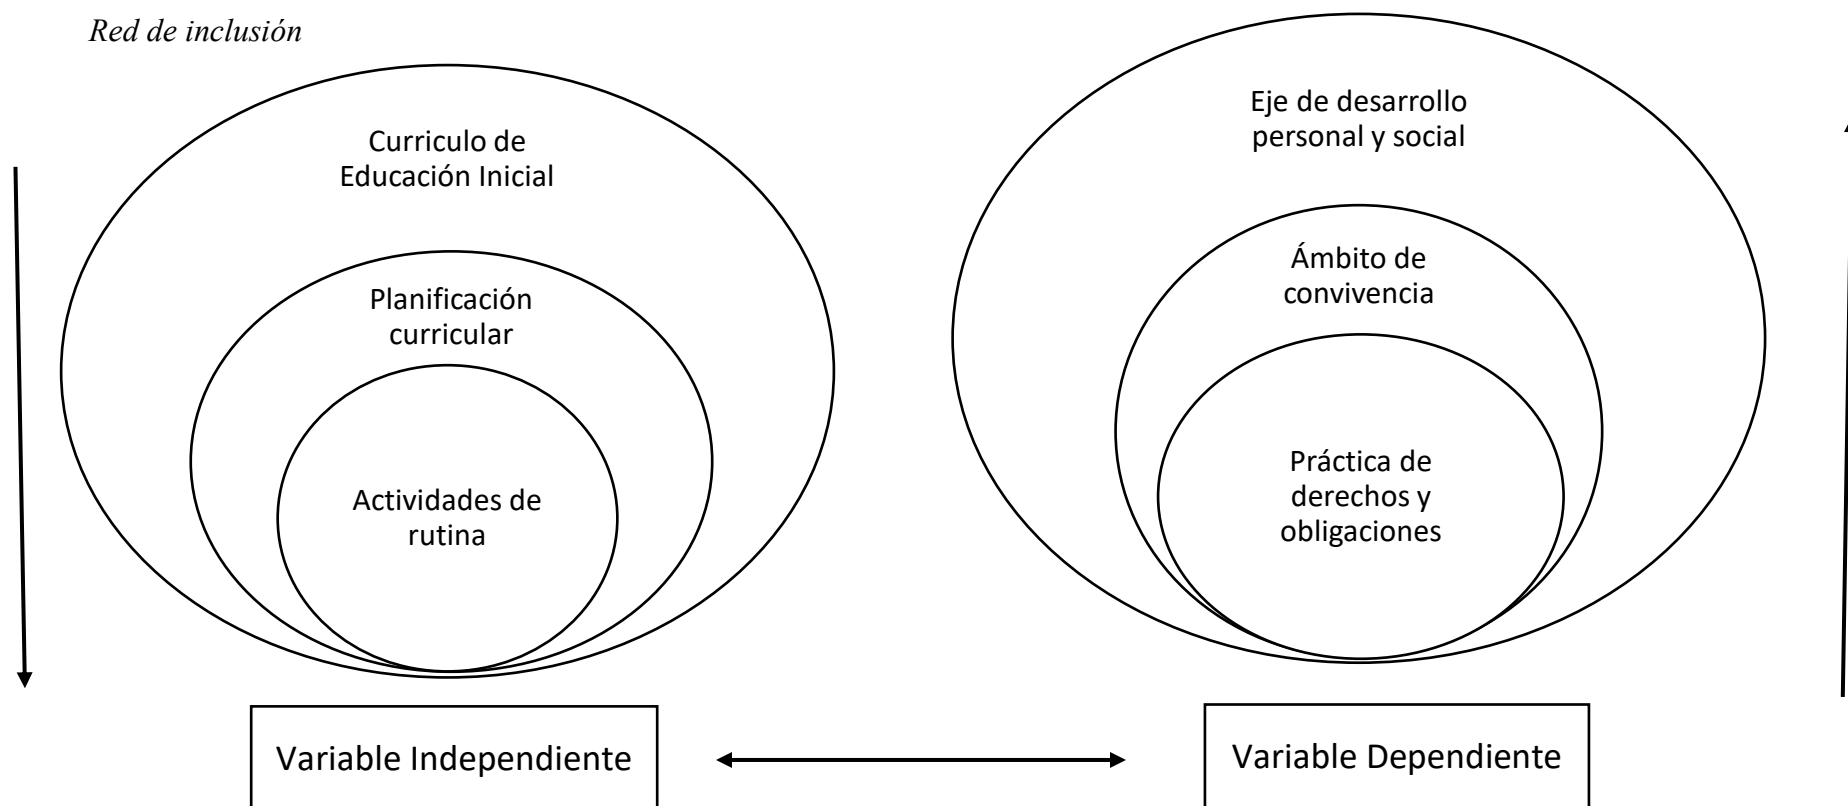 Red de inclusión
Curriculo de
Educación Inicial
Planificación
curricular
Actividades de
rutina
Variable Independiente
Eje de desarrollo
personal y social
Ámbito de
convivencia
Práctica de
derechos y
obligaciones
Variable Dependiente